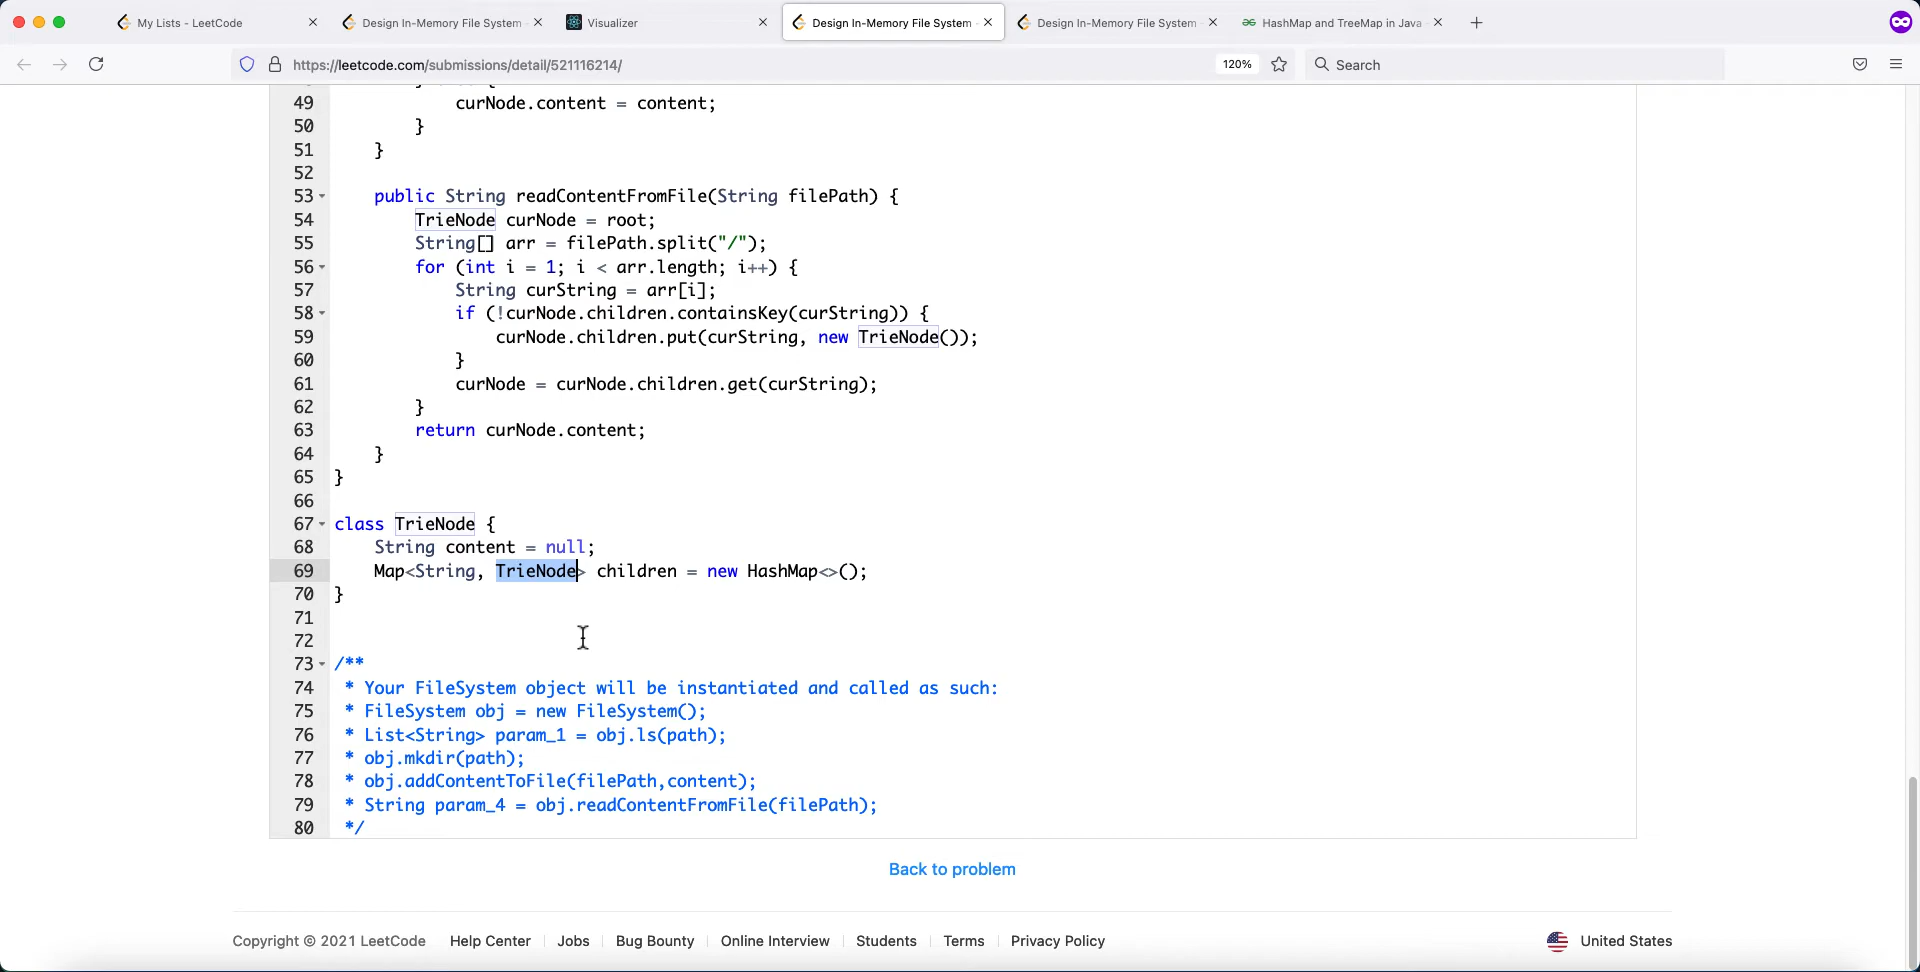 My Lists - LeetCode
Design In-Memory File System
Visualizer
Design In-Memory File System
Design In-Memory File System
HashMap and TreeMap in Java
https://leetcode.com/submissions/detail/521116214/
120%
Search
49 curNode.content = content;
50 }
51 }
52
53 public String readContentFromFile(String filePath) {
54 TrieNode curNode = root;
55 String[] arr = filePath.split("/");
56 for (int i = 1; i < arr.length; i++) {
57 String curString = arr[i];
58 if (!curNode.children.containsKey(curString)) {
59 curNode.children.put(curString, new TrieNode());
60 }
61 curNode = curNode.children.get(curString);
62 }
63 return curNode.content;
64 }
65 }
66
67 class TrieNode {
68 String content = null;
69 Map<String, TrieNode> children = new HashMap<>();
70 }
71
72
73 /**
74 * Your FileSystem object will be instantiated and called as such:
75 * FileSystem obj = new FileSystem();
76 * List<String> param_1 = obj.ls(path);
77 * obj.mkdir(path);
78 * obj.addContentToFile(filePath,content);
79 * String param_4 = obj.readContentFromFile(filePath);
80 */
Back to problem
Copyright © 2021 LeetCode Help Center Jobs Bug Bounty Online Interview Students Terms Privacy Policy United States